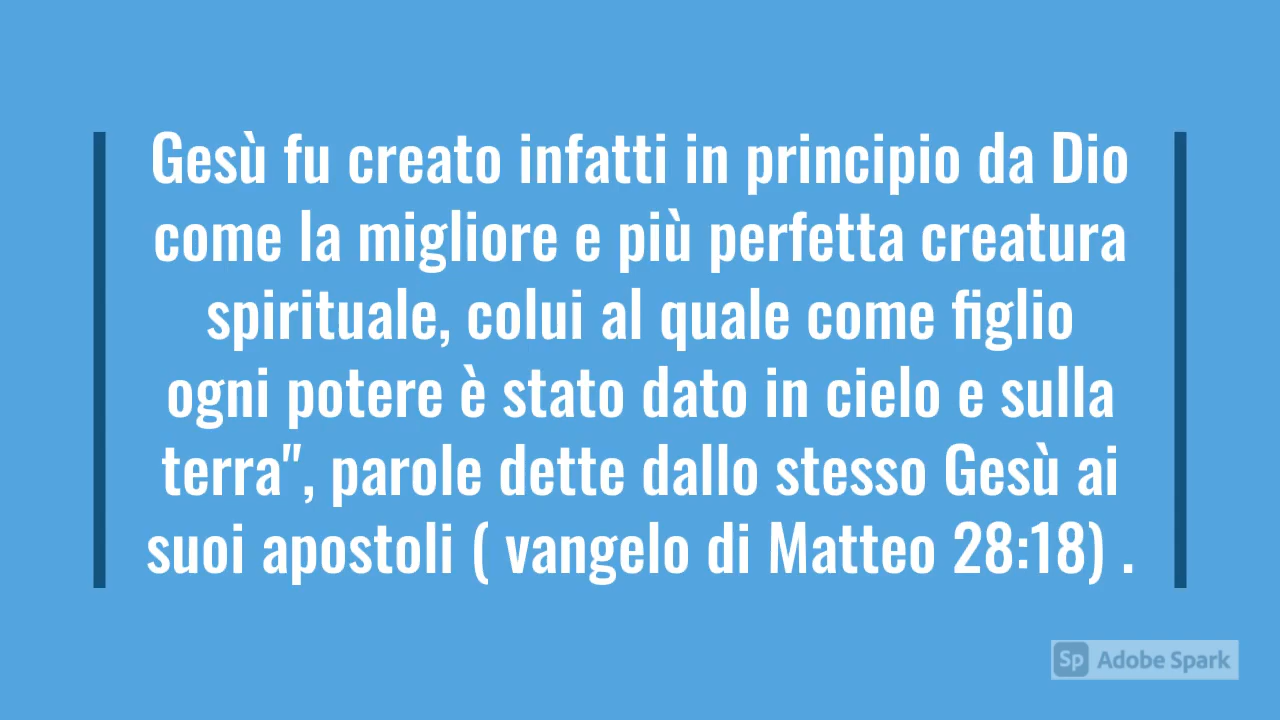 Gesù fu creato infatti in principio da Dio
come la migliore e più perfetta creatura
spirituale, colui al quale come figlio
ogni potere è stato dato in cielo e sulla
terra", parole dette dallo stesso Gesù ai
suoi apostoli ( vangelo di Matteo 28:18) .
Sp Adobe Spark